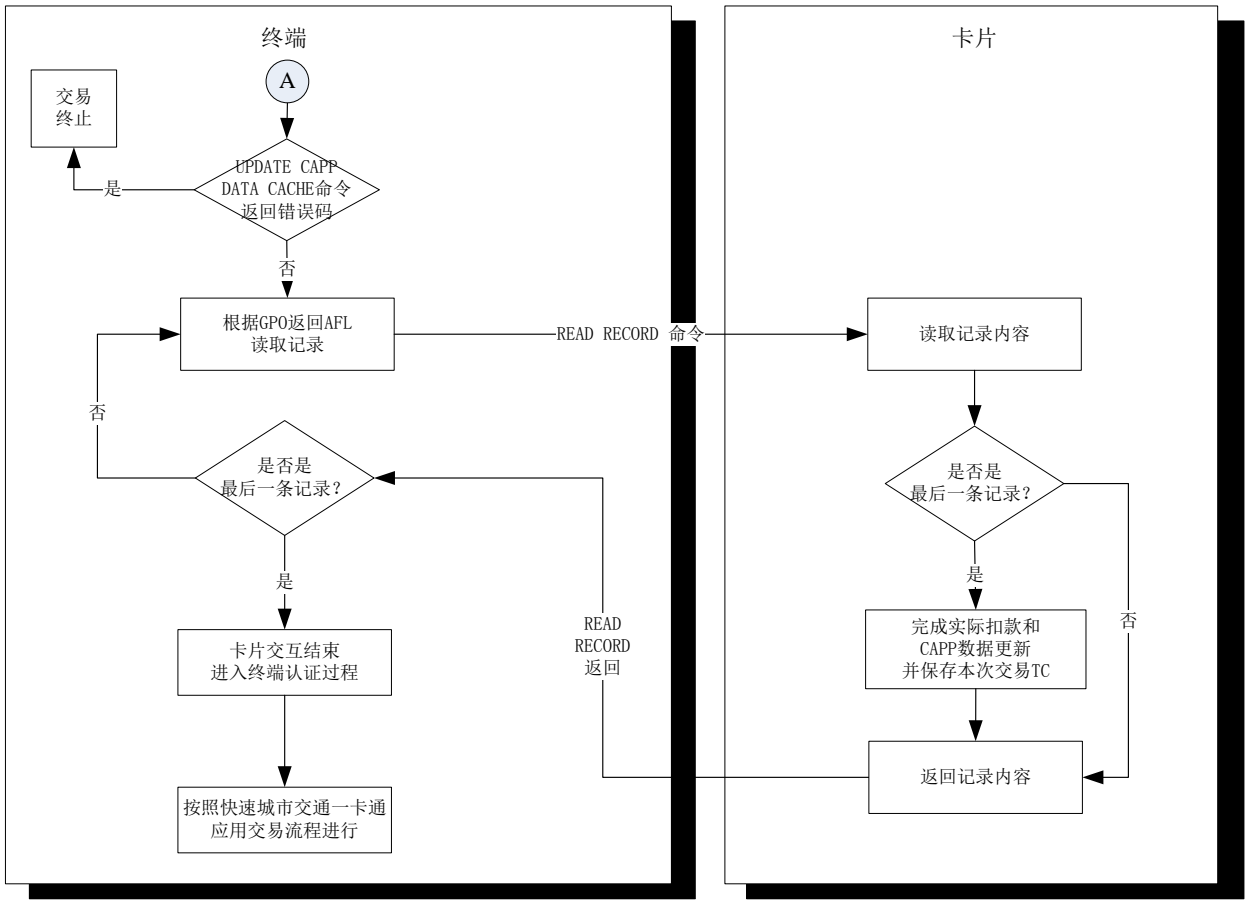 终端
A
交易
终止
UPDATE CAPP
DATA CACHE命令
返回错误码
是
否
根据GPO返回AFL
读取记录
READ RECORD 命令
否
是否是
最后一条记录？
是
卡片交互结束
进入终端认证过程
按照快速城市交通一卡通
应用交易流程进行
READ
RECORD
返回
卡片
读取记录内容
是否是
最后一条记录？
是
否
完成实际扣款和
CAPP数据更新
并保存本次交易TC
返回记录内容